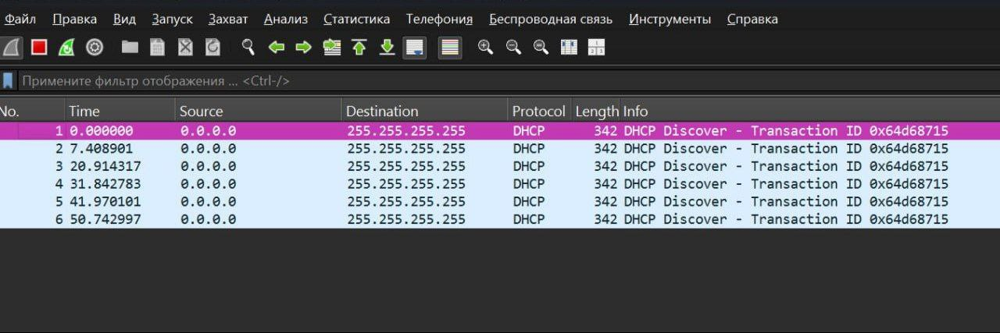 Файл Правка Вид Запуск Захват Анализ Статистика Телефония Беспроводная связь Инструменты Справка
Примените фильтр отображения ... <Ctrl-/>
No. Time Source Destination Protocol Length Info
1 0.000000 0.0.0.0 255.255.255.255 DHCP 342 DHCP Discover - Transaction ID 0x64d68715
2 7.408901 0.0.0.0 255.255.255.255 DHCP 342 DHCP Discover - Transaction ID 0x64d68715
3 20.914317 0.0.0.0 255.255.255.255 DHCP 342 DHCP Discover - Transaction ID 0x64d68715
4 31.842783 0.0.0.0 255.255.255.255 DHCP 342 DHCP Discover - Transaction ID 0x64d68715
5 41.970101 0.0.0.0 255.255.255.255 DHCP 342 DHCP Discover - Transaction ID 0x64d68715
6 50.742997 0.0.0.0 255.255.255.255 DHCP 342 DHCP Discover - Transaction ID 0x64d68715